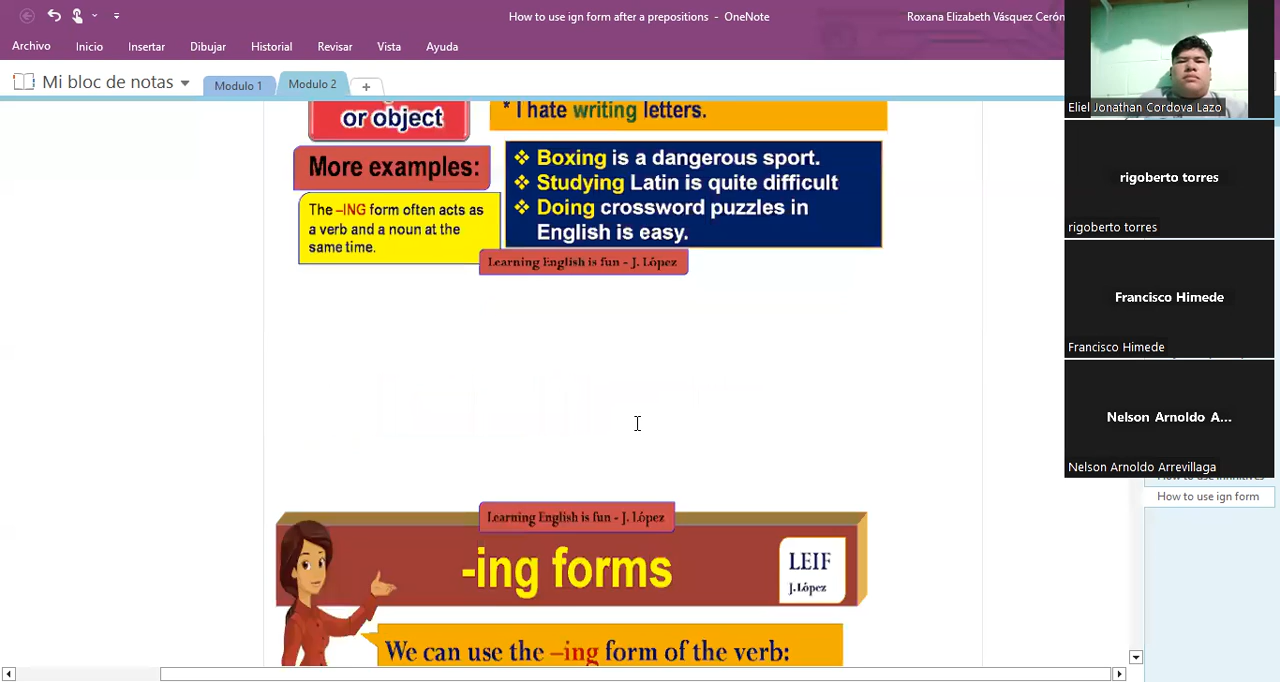 How to use ign form after a prepositions - OneNote
Roxana Elizabeth Vásquez Cerón
Archivo Inicio Insertar Dibujar Historial Revisar Vista Ayuda
Mi bloc de notas
Modulo 1
Modulo 2
or object
* I hate writing letters.
More examples:
❖ Boxing is a dangerous sport.
❖ Studying Latin is quite difficult
❖ Doing crossword puzzles in
English is easy.
The –ING form often acts as
a verb and a noun at the
same time.
Learning English is fun - J. López
Learning English is fun - J. López
-ing forms
LEIF
J.López
We can use the –ing form of the verb:
Eliel Jonathan Cordova Lazo
rigoberto torres
rigoberto torres
Francisco Himede
Francisco Himede
Nelson Arnoldo A...
Nelson Arnoldo Arrevillaga
How to use ign form